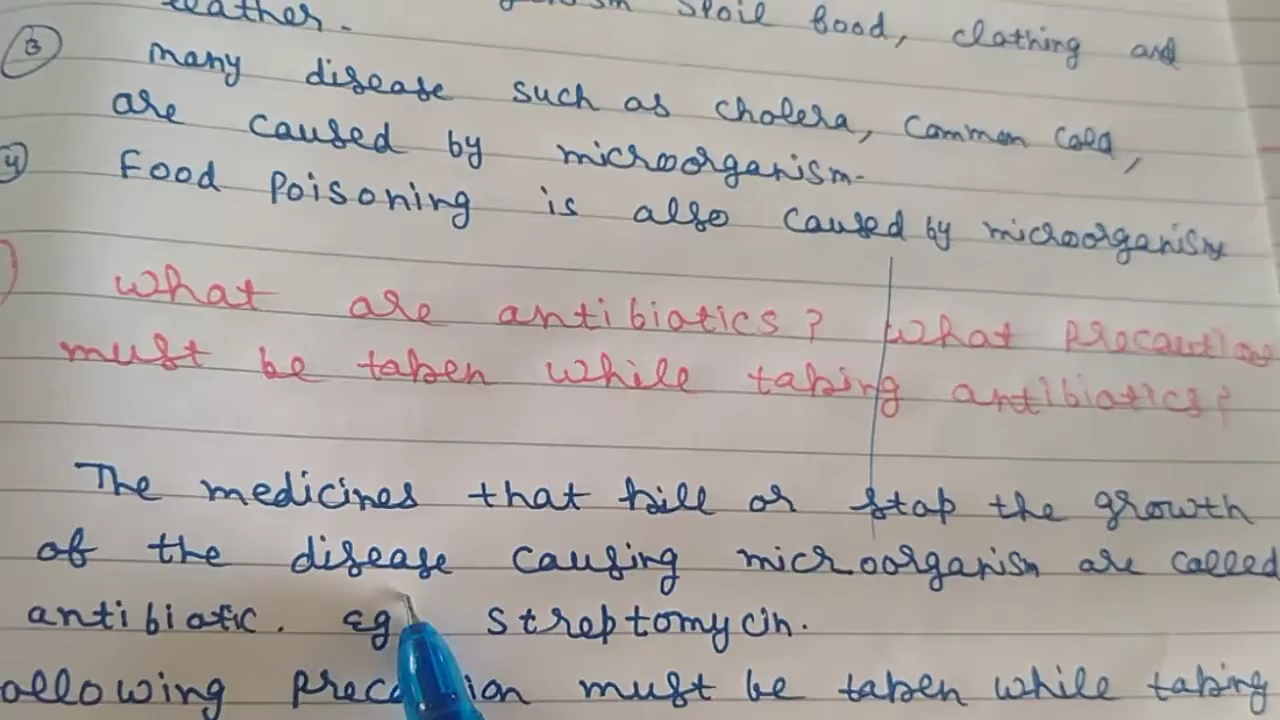 leather. spoil food, clothing and
③ many disease such as cholera, common cold,
are caused by microorganism.
④ Food Poisoning is also caused by microorganism
What are antibiotics? What precaution
must be taken while taking antibiotics?
The medicines that kill or stop the growth
of the disease causing microorganism are called
antibiotic. Eg streptomycin.
ollowing must be taken while taking